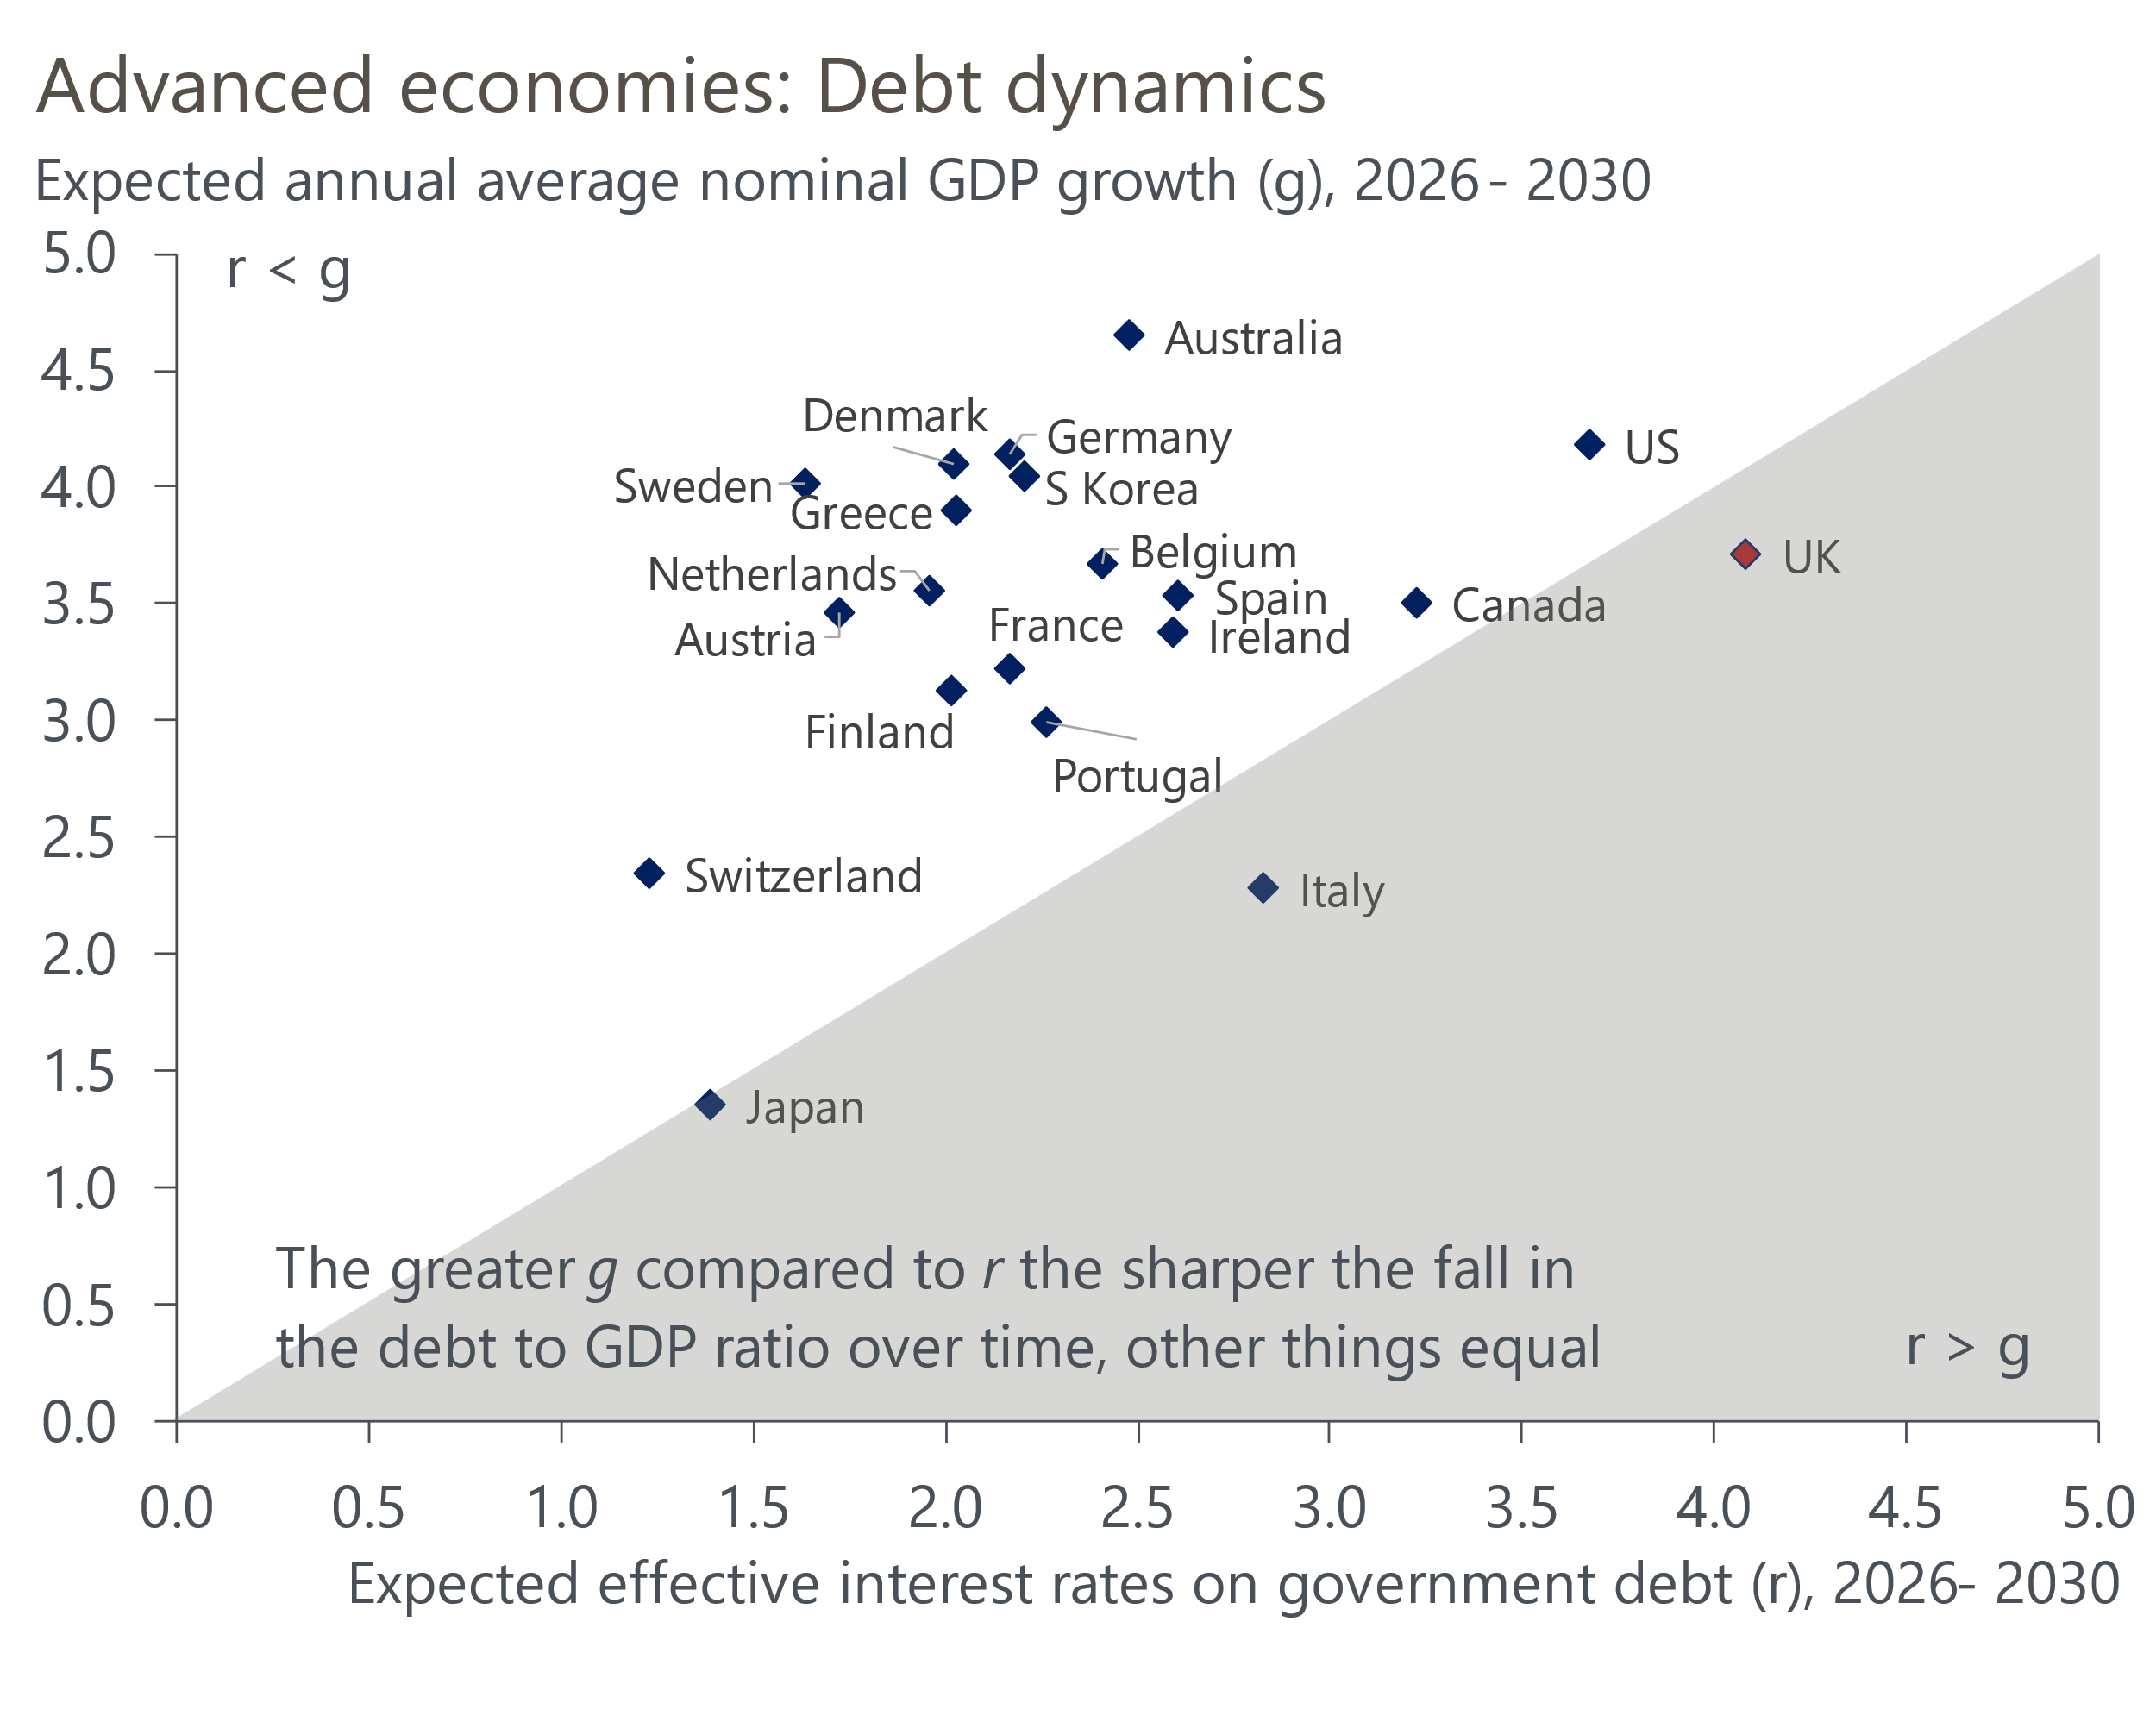 Advanced economies: Debt dynamics
Expected annual average nominal GDP growth (g), 2026- 2030
5.0
r < g
Australia
4.5
Denmark
Germany
US
4.0
Sweden
S Korea
Greece
Belgium
UK
Netherlands
3.5
Spain
Canada
France
Austria
Ireland
3.0
Finland
Portugal
2.5
Switzerland
Italy
2.0
1.5
Japan
1.0
The greater g compared to r the sharper the fall in
0.5
the debt to GDP ratio over time, other things equal
r > g
0.0
0.0 0.5 1.0 1.5 2.0 2.5 3.0 3.5 4.0 4.5 5.0
Expected effective interest rates on government debt (r), 2026- 2030